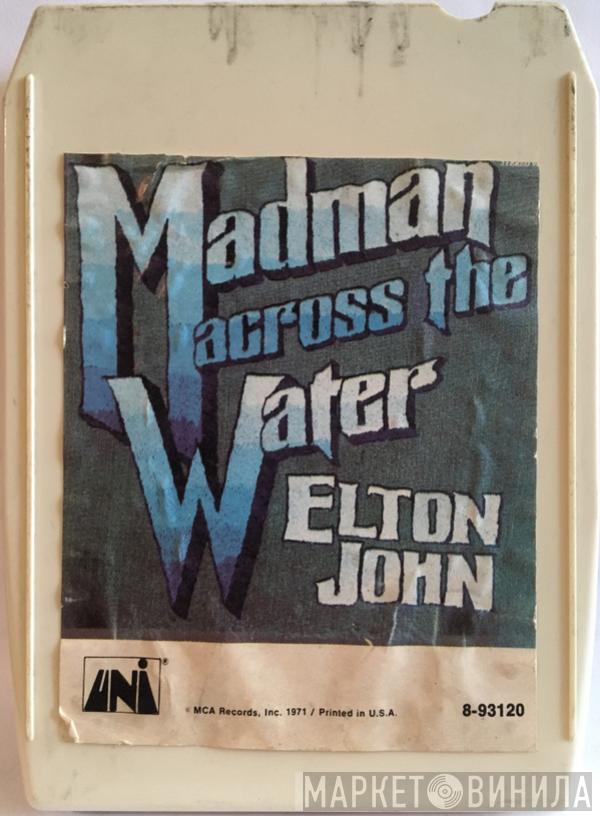 Madman
across the
Water
ELTON
JOHN
UNI®
MCA Records, Inc. 1971 / Printed in U.S.A.
8-93120
МАРКЕТ ВИНИЛА